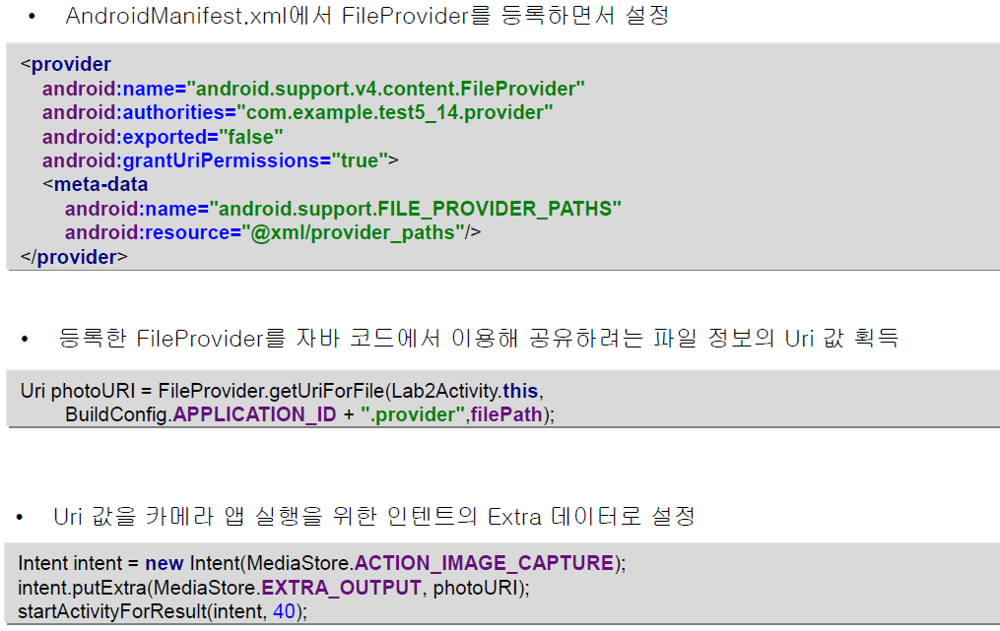 • AndroidManifest.xml에서 FileProvider를 등록하면서 설정
<provider
android:name="android.support.v4.content.FileProvider"
android:authorities="com.example.test5_14.provider"
android:exported="false"
android:grantUriPermissions="true">
<meta-data
android:name="android.support.FILE_PROVIDER_PATHS"
android:resource="@xml/provider_paths"/>
</provider>
• 등록한 FileProvider를 자바 코드에서 이용해 공유하려는 파일 정보의 Uri 값 획득
Uri photoURI = FileProvider.getUriForFile(Lab2Activity.this,
BuildConfig.APPLICATION_ID + ".provider",filePath);
• Uri 값을 카메라 앱 실행을 위한 인텐트의 Extra 데이터로 설정
Intent intent = new Intent(MediaStore.ACTION_IMAGE_CAPTURE);
intent.putExtra(MediaStore.EXTRA_OUTPUT, photoURI);
startActivityForResult(intent, 40);